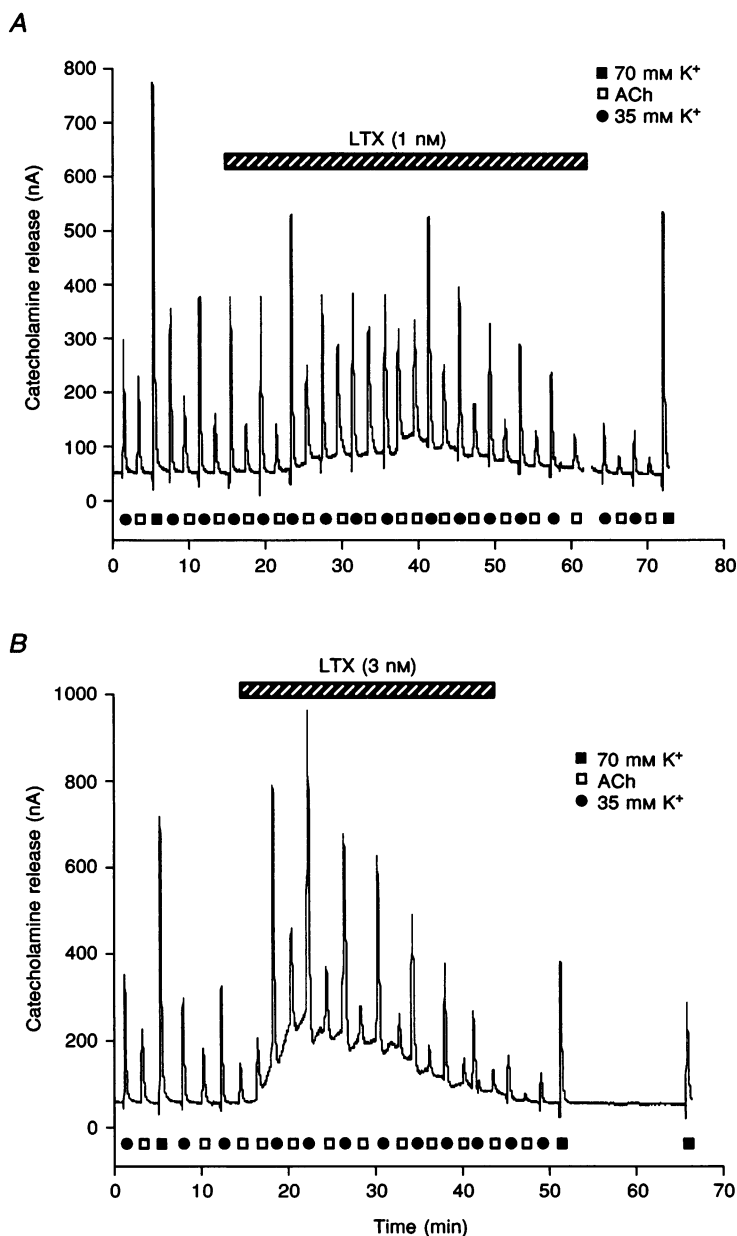 A
800
700
600
500
400
300
200
100
0
Catecholamine release (nA)
70 mM K+
ACh
35 mM K+
LTX (1 nM)
0 10 20 30 40 50 60 70 80
B
LTX (3 nM)
1000
800
600
400
200
0
Catecholamine release (nA)
70 mM K+
ACh
35 mM K+
0 10 20 30 40 50 60 70
Time (min)